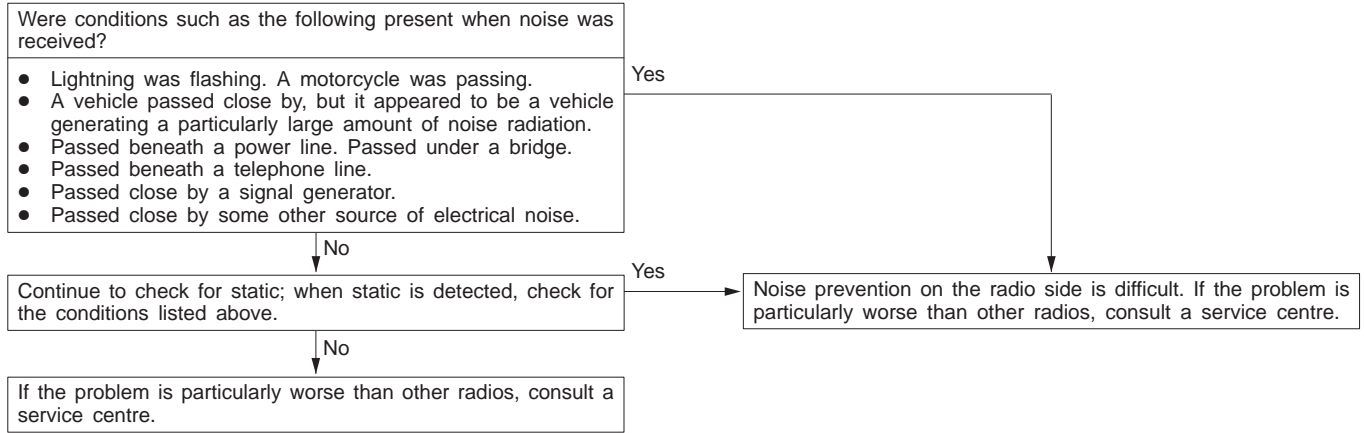 Were conditions such as the following present when noise was
received?
● Lightning was flashing. A motorcycle was passing.
● A vehicle passed close by, but it appeared to be a vehicle
generating a particularly large amount of noise radiation.
● Passed beneath a power line. Passed under a bridge.
● Passed beneath a telephone line.
● Passed close by a signal generator.
● Passed close by some other source of electrical noise.
Yes
No
Continue to check for static; when static is detected, check for
the conditions listed above.
Yes
Noise prevention on the radio side is difficult. If the problem is
particularly worse than other radios, consult a service centre.
No
If the problem is particularly worse than other radios, consult a
service centre.